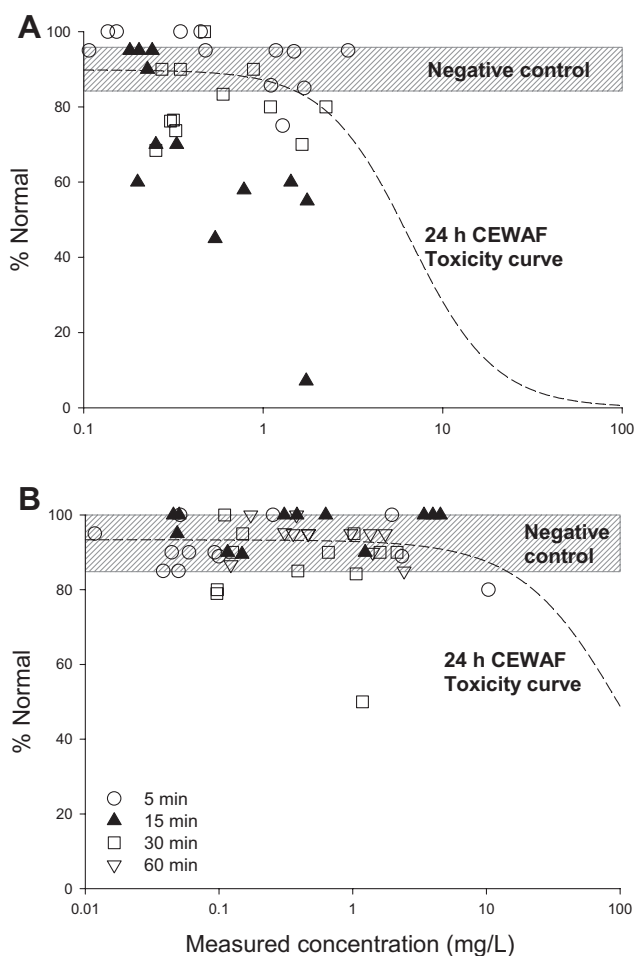 A
100
80
60
40
20
0
% Normal
Negative control
24 h CEWAF
Toxicity curve
0.1
1
10
100
B
100
80
60
40
20
0
% Normal
Negative
control
24 h CEWAF
Toxicity curve
5 min
15 min
30 min
60 min
0.01
0.1
1
10
100
Measured concentration (mg/L)